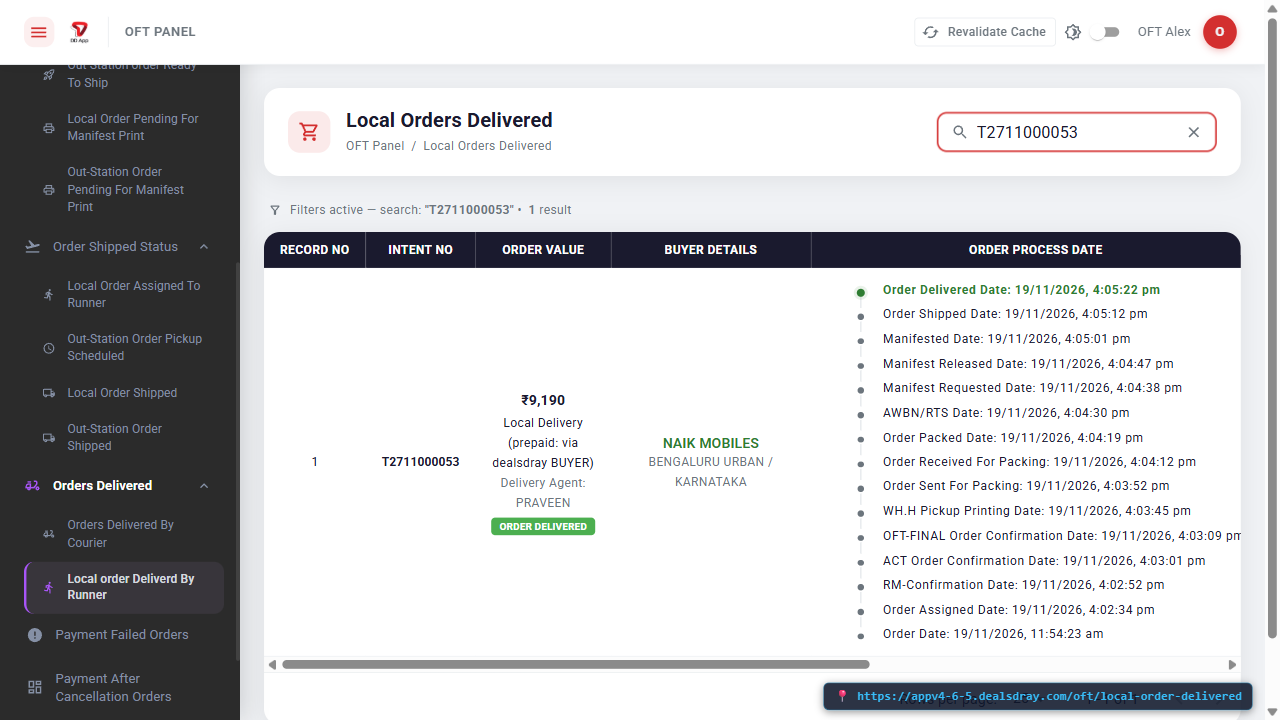 DD App
OFT PANEL
Revalidate Cache
OFT Alex
O
Out Station Order Ready
To Ship
Local Order Pending For
Manifest Print
Out-Station Order
Pending For Manifest
Print
Order Shipped Status
Local Order Assigned To
Runner
Out-Station Order Pickup
Scheduled
Local Order Shipped
Out-Station Order
Shipped
Orders Delivered
Orders Delivered By
Courier
Local order Deliverd By
Runner
Payment Failed Orders
Payment After
Cancellation Orders
Local Orders Delivered
OFT Panel / Local Orders Delivered
T2711000053
Filters active — search: "T2711000053" • 1 result
RECORD NO
INTENT NO
ORDER VALUE
BUYER DETAILS
ORDER PROCESS DATE
1
T2711000053
₹9,190
Local Delivery
(prepaid: via
dealsdray BUYER)
Delivery Agent:
PRAVEEN
ORDER DELIVERED
NAIK MOBILES
BENGALURU URBAN /
KARNATAKA
Order Delivered Date: 19/11/2026, 4:05:22 pm
Order Shipped Date: 19/11/2026, 4:05:12 pm
Manifested Date: 19/11/2026, 4:05:01 pm
Manifest Released Date: 19/11/2026, 4:04:47 pm
Manifest Requested Date: 19/11/2026, 4:04:38 pm
AWBN/RTS Date: 19/11/2026, 4:04:30 pm
Order Packed Date: 19/11/2026, 4:04:19 pm
Order Received For Packing: 19/11/2026, 4:04:12 pm
Order Sent For Packing: 19/11/2026, 4:03:52 pm
WH.H Pickup Printing Date: 19/11/2026, 4:03:45 pm
OFT-FINAL Order Confirmation Date: 19/11/2026, 4:03:09 pm
ACT Order Confirmation Date: 19/11/2026, 4:03:01 pm
RM-Confirmation Date: 19/11/2026, 4:02:52 pm
Order Assigned Date: 19/11/2026, 4:02:34 pm
Order Date: 19/11/2026, 11:54:23 am
https://appv4-6-5.dealsdray.com/oft/local-order-delivered